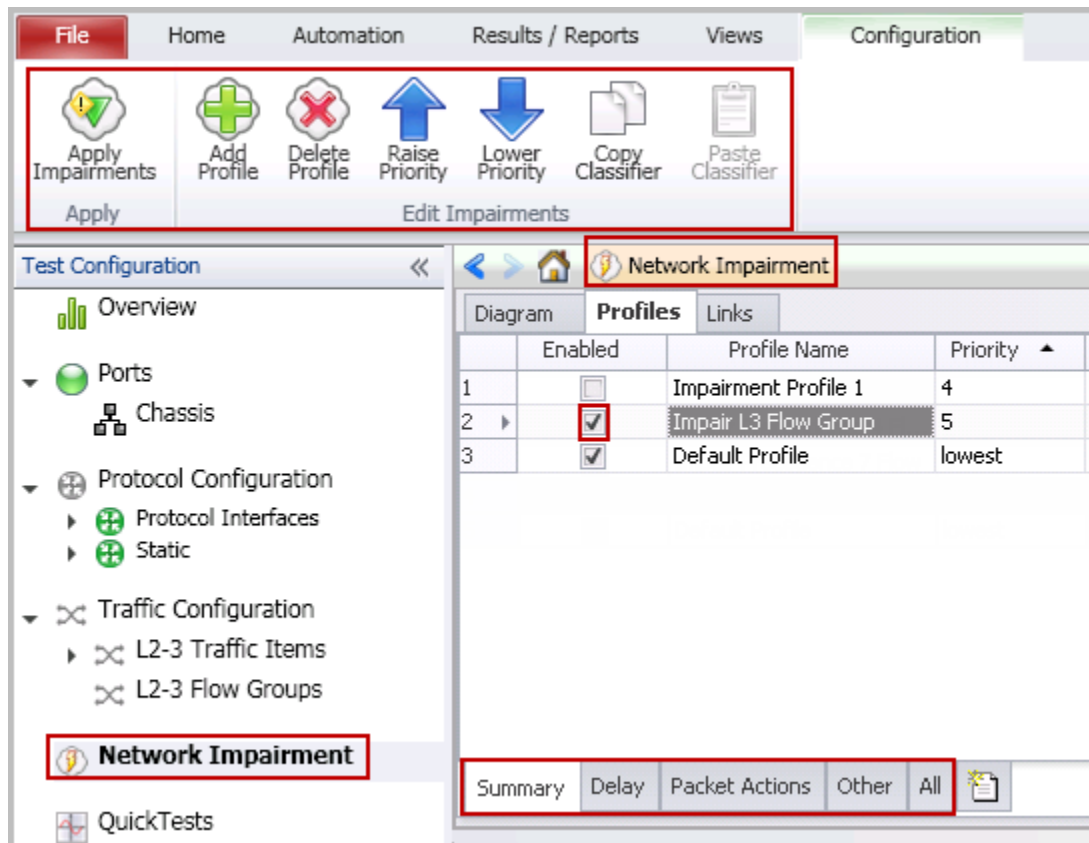 File Home Automation Results / Reports Views Configuration
Apply Impairments Add Profile Delete Profile Raise Priority Lower Priority Copy Classifier Paste Classifier
Apply Edit Impairments
Test Configuration
Overview
Ports
Chassis
Protocol Configuration
Protocol Interfaces
Static
Traffic Configuration
L2-3 Traffic Items
L2-3 Flow Groups
Network Impairment
QuickTests
Network Impairment
Diagram Profiles Links
Enabled Profile Name Priority
1 Impairment Profile 1 4
2 Impair L3 Flow Group 5
3 Default Profile lowest
Summary Delay Packet Actions Other All